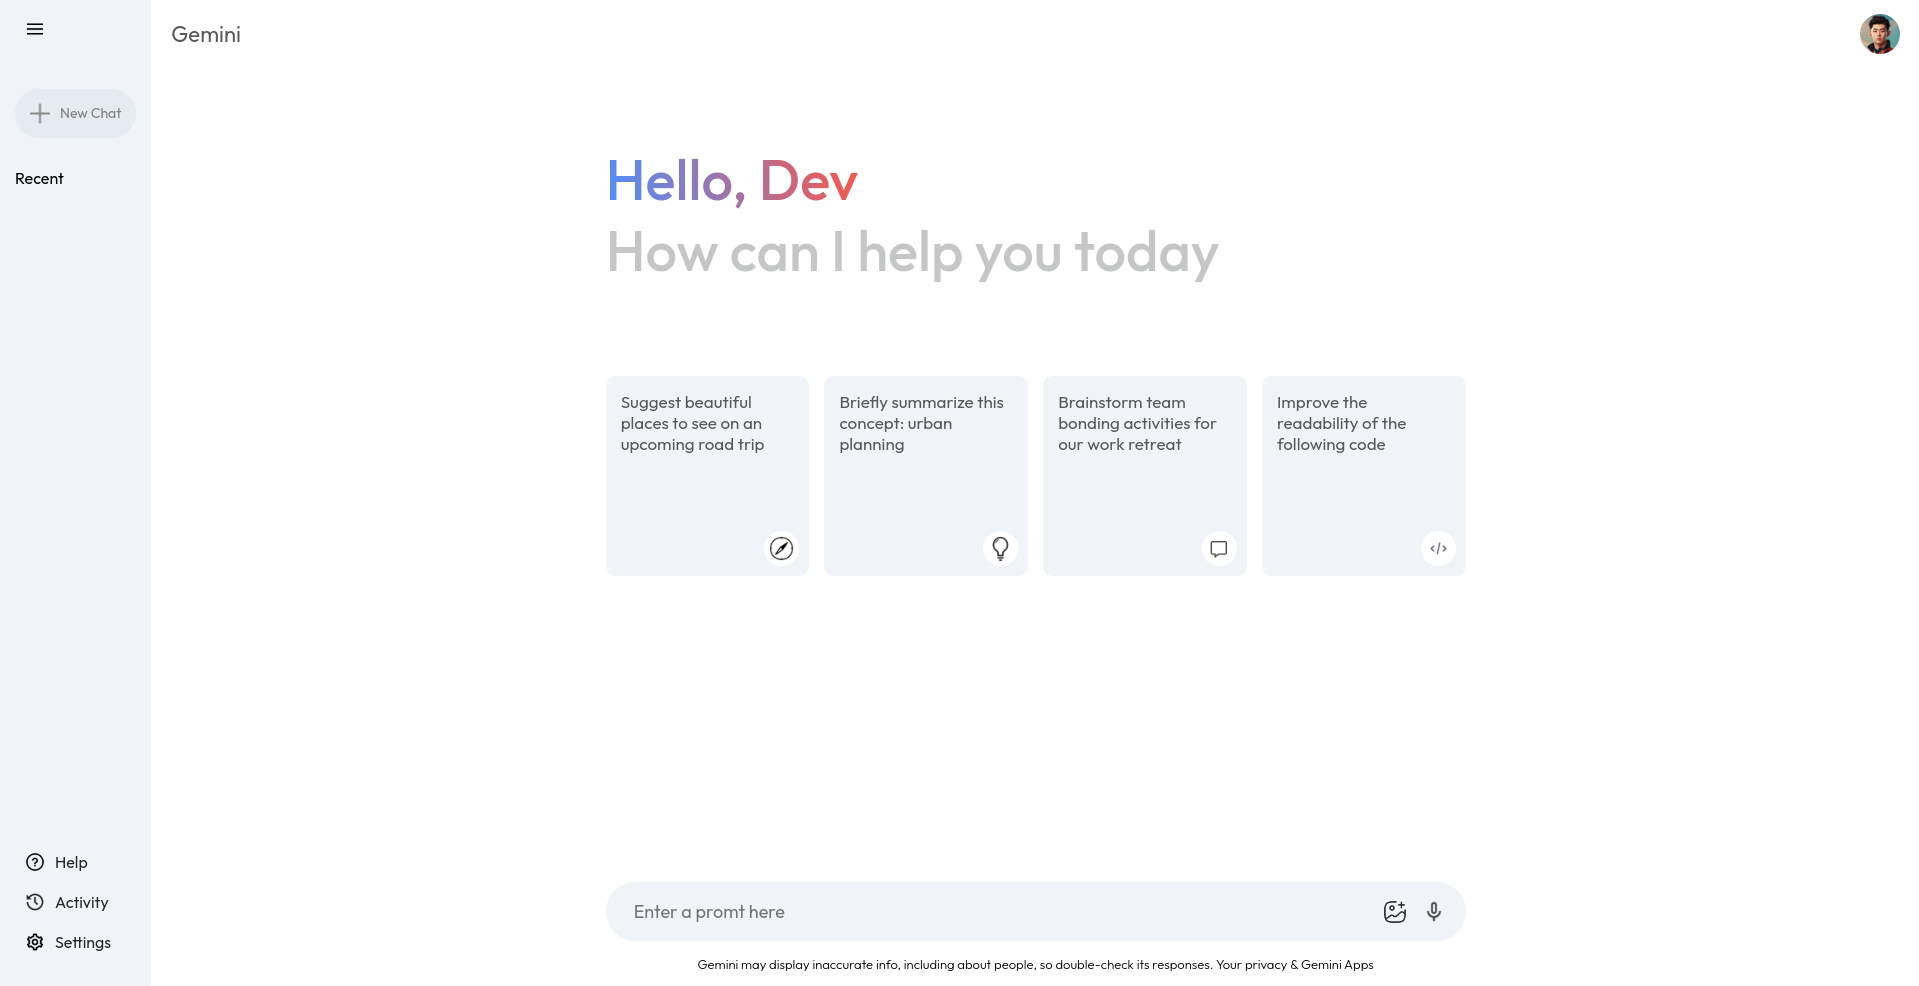 Gemini
New Chat
Recent
Hello, Dev
How can I help you today
Suggest beautiful
places to see on an
upcoming road trip
Briefly summarize this
concept: urban
planning
Brainstorm team
bonding activities for
our work retreat
Improve the
readability of the
following code
Help
Activity
Settings
Enter a promt here
Gemini may display inaccurate info, including about people, so double-check its responses. Your privacy & Gemini Apps